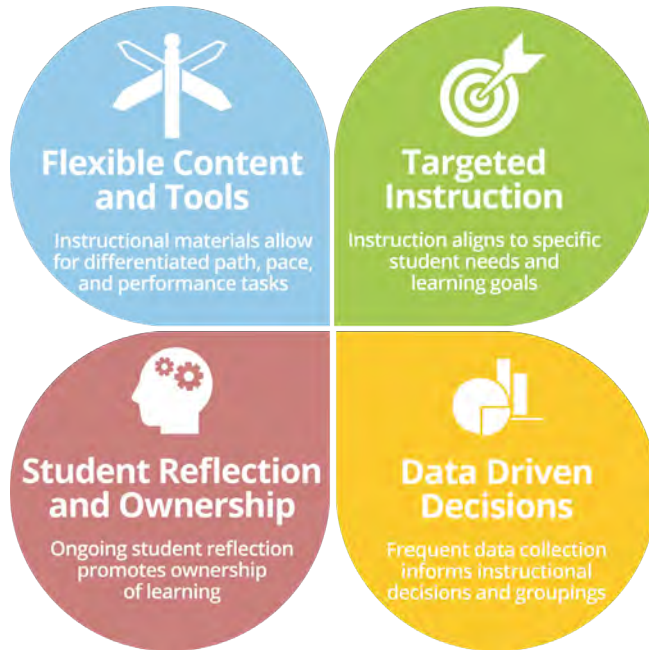 Flexible Content
and Tools
Instructional materials allow
for differentiated path, pace,
and performance tasks
Targeted
Instruction
Instruction aligns to specific
student needs and
learning goals
Student Reflection
and Ownership
Ongoing student reflection
promotes ownership
of learning
Data Driven
Decisions
Frequent data collection
informs instructional
decisions and groupings